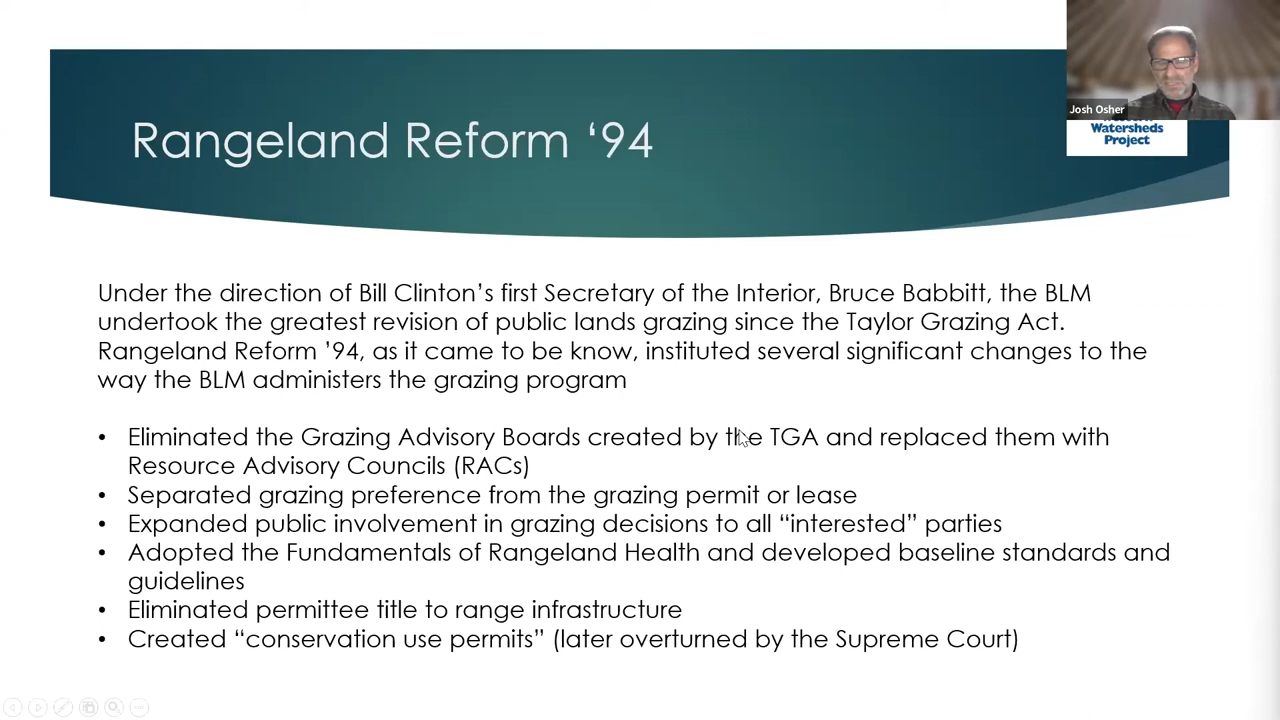 Josh Osher
Watersheds
Project
Rangeland Reform ‘94
Under the direction of Bill Clinton’s first Secretary of the Interior, Bruce Babbitt, the BLM
undertook the greatest revision of public lands grazing since the Taylor Grazing Act.
Rangeland Reform ’94, as it came to be know, instituted several significant changes to the
way the BLM administers the grazing program
• Eliminated the Grazing Advisory Boards created by the TGA and replaced them with
Resource Advisory Councils (RACs)
• Separated grazing preference from the grazing permit or lease
• Expanded public involvement in grazing decisions to all “interested” parties
• Adopted the Fundamentals of Rangeland Health and developed baseline standards and
guidelines
• Eliminated permittee title to range infrastructure
• Created “conservation use permits” (later overturned by the Supreme Court)